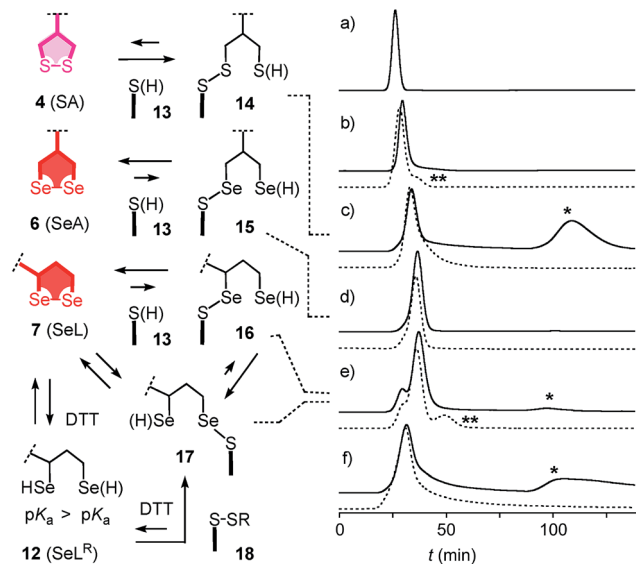 a)
S–S
S(H)
S
S
S(H)
4 (SA)
13
14
b)
**
Se–Se
S(H)
S
Se
Se(H)
6 (SeA)
13
15
c)
*
Se–Se
S(H)
S
Se
Se(H)
7 (SeL)
13
16
d)
DTT
(H)Se
Se
S
17
e)
*
**
HSe
Se(H)
pKa > pKa
DTT
S-SR
12 (SeLR)
18
f)
*
0
50
100
t (min)